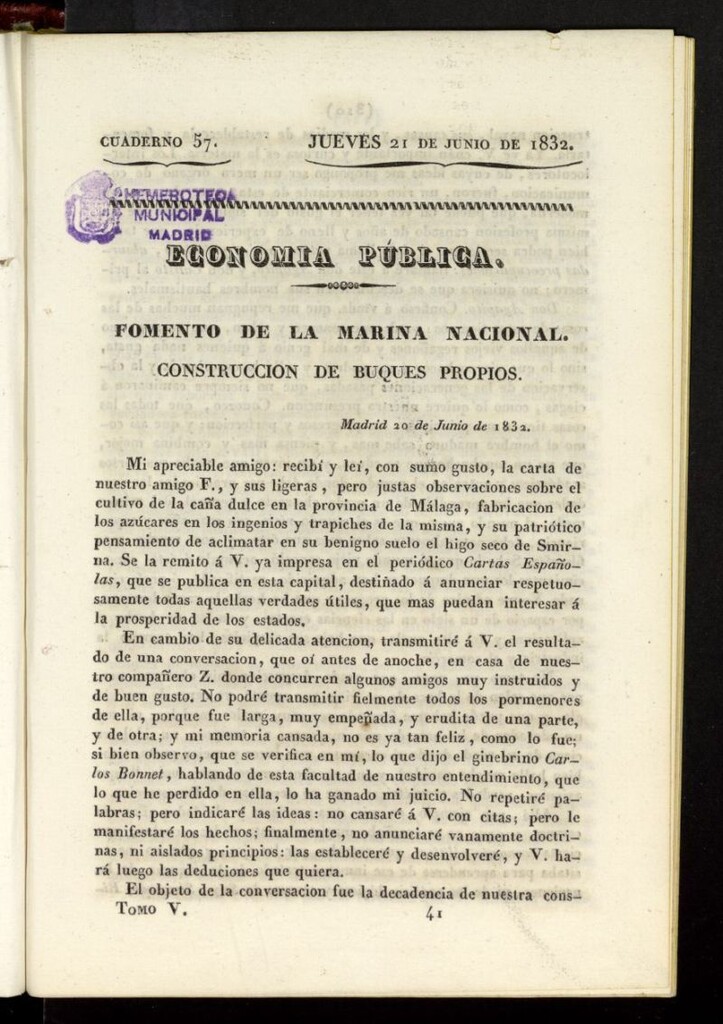 CUADERNO 57. JUEVES 21 DE JUNIO DE 1832.
HEMEROTECA
MUNICIPAL
MADRID
ECONOMIA PÚBLICA.
FOMENTO DE LA MARINA NACIONAL.
CONSTRUCCION DE BUQUES PROPIOS.
Madrid 20 de Junio de 1832.
Mi apreciable amigo: recibí y leí, con sumo gusto, la carta de
nuestro amigo F., y sus ligeras, pero justas observaciones sobre el
cultivo de la caña dulce en la provincia de Málaga, fabricacion de
los azúcares en los ingenios y trapiches de la misma, y su patriótico
pensamiento de aclimatar en su benigno suelo el higo seco de Smir-
na. Se la remito á V. ya impresa en el periódico Cartas Españo-
las, que se publica en esta capital, destinado á anunciar respetuo-
samente todas aquellas verdades útiles, que mas puedan interesar á
la prosperidad de los estados.
En cambio de su delicada atencion, transmitiré á V. el resulta-
do de una conversacion, que oí antes de anoche, en casa de nues-
tro compañero Z. donde concurren algunos amigos muy instruidos y
de buen gusto. No podré transmitir fielmente todos los pormenores
de ella, porque fue larga, muy empeñada, y erudita de una parte,
y de otra; y mi memoria cansada, no es ya tan feliz, como lo fue;
si bien observo, que se verifica en mí, lo que dijo el ginebrino Car-
los Bonnet, hablando de esta facultad de nuestro entendimiento, que
lo que he perdido en ella, lo ha ganado mi juicio. No repetiré pa-
labras; pero indicaré las ideas: no cansaré á V. con citas; pero le
manifestaré los hechos; finalmente, no anunciaré vanamente doctri-
nas, ni aislados principios: las estableceré y desenvolveré, y V. ha-
rá luego las deduciones que quiera.
El objeto de la conversacion fue la decadencia de nuestra cons-
TOMO V. 41